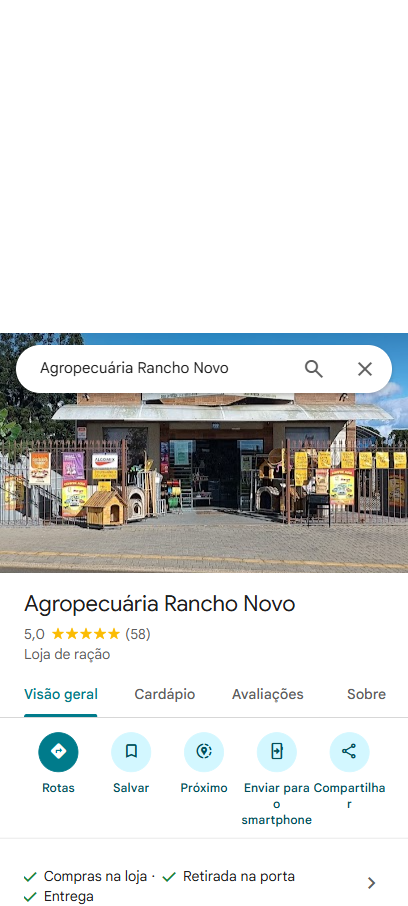 Agropecuária Rancho Novo
ALGOMIX
Agropecuária Rancho Novo
5,0 (58)
Loja de ração
Visão geral Cardápio Avaliações Sobre
Rotas Salvar Próximo Enviar para o smartphone Compartilhar
Compras na loja · Retirada na porta
Entrega